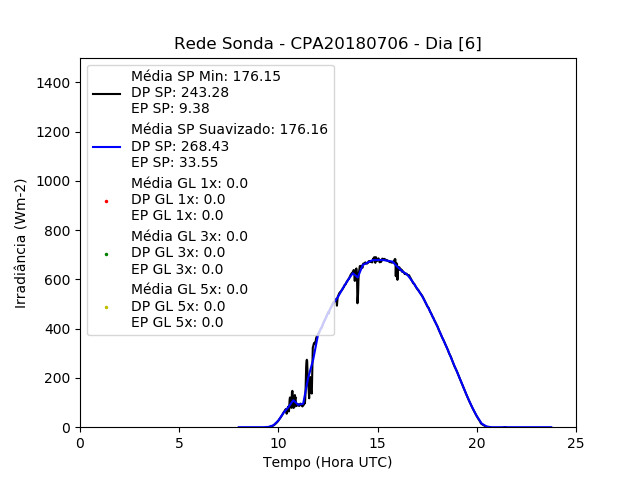 Rede Sonda - CPA20180706 - Dia [6]
Média SP Min: 176.15
DP SP: 243.28
EP SP: 9.38
Média SP Suavizado: 176.16
DP SP: 268.43
EP SP: 33.55
Média GL 1x: 0.0
DP GL 1x: 0.0
EP GL 1x: 0.0
Média GL 3x: 0.0
DP GL 3x: 0.0
EP GL 3x: 0.0
Média GL 5x: 0.0
DP GL 5x: 0.0
EP GL 5x: 0.0
Irradiância (Wm-2)
1400
1200
1000
800
600
400
200
0
0 5 10 15 20 25
Tempo (Hora UTC)